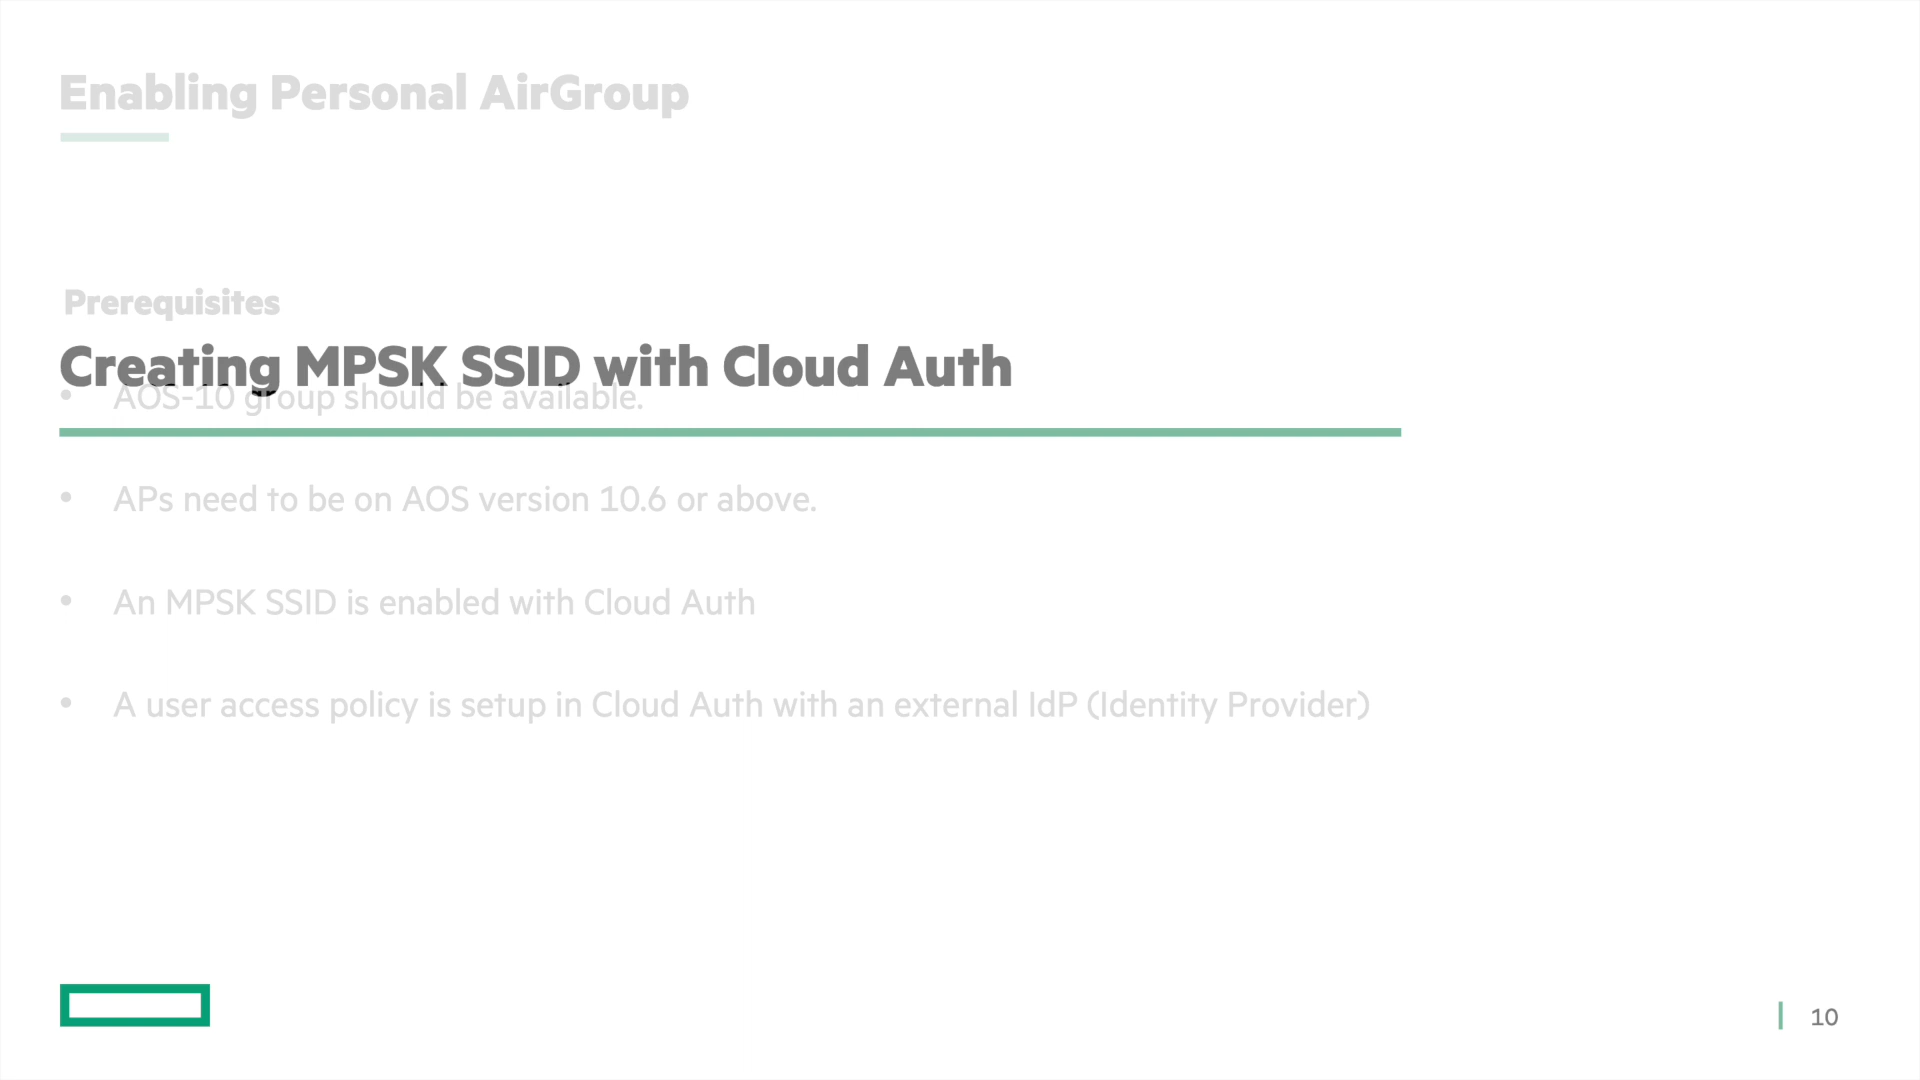 Enabling Personal AirGroup
Prerequisites
Creating MPSK SSID with Cloud Auth
• AOS-10 group should be available.
• APs need to be on AOS version 10.6 or above.
• An MPSK SSID is enabled with Cloud Auth
• A user access policy is setup in Cloud Auth with an external IdP (Identity Provider)
10